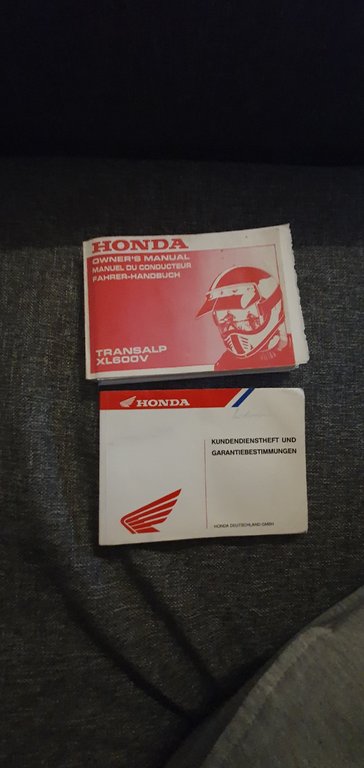 HONDA
OWNER'S MANUAL
MANUEL DU CONDUCTEUR
FAHRER-HANDBUCH
TRANSALP
XL600V
HONDA
KUNDENDIENSTHEFT UND
GARANTIEBESTIMMUNGEN
HONDA DEUTSCHLAND GMBH